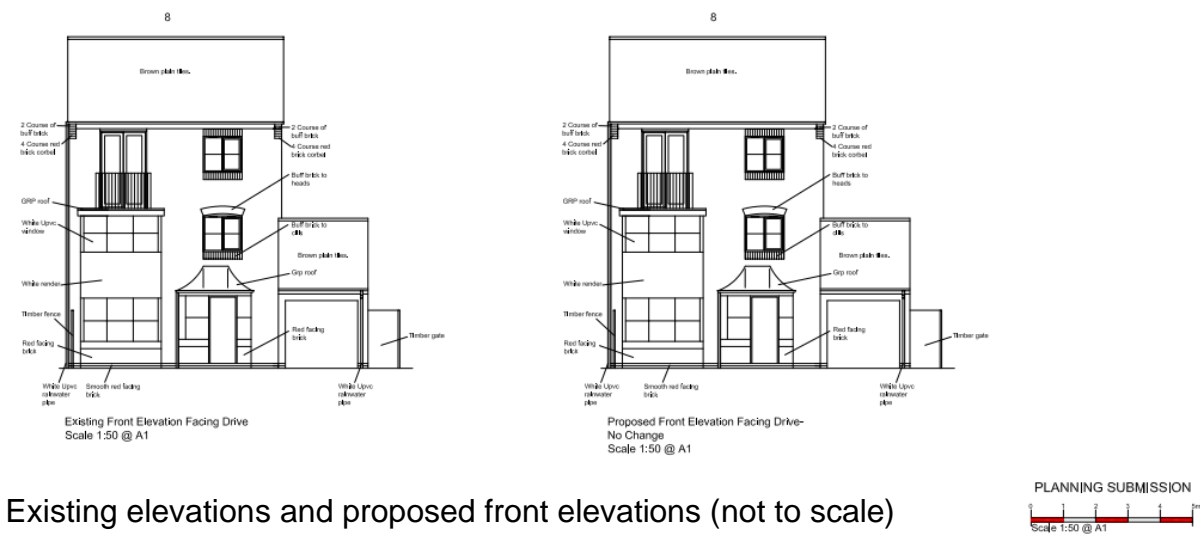 8
Brown plain tiles.
2 Course of
buff brick
4 Course red
brick corbel
2 Course of
buff brick
4 Course red
brick corbel
Buff brick to
heads
GRP roof
White Upvc
window
Buff brick to
cills
Brown plain tiles.
Grp roof
White render
Timber fence
Red facing
brick
Red facing
brick
Timber gate
White Upvc
rainwater
pipe
Smooth red facing
brick
White Upvc
rainwater
pipe
Existing Front Elevation Facing Drive
Scale 1:50 @ A1
8
Brown plain tiles.
2 Course of
buff brick
4 Course red
brick corbel
2 Course of
buff brick
4 Course red
brick corbel
Buff brick to
heads
GRP roof
White Upvc
window
Buff brick to
cills
Brown plain tiles.
Grp roof
White render
Timber fence
Red facing
brick
Red facing
brick
Timber gate
White Upvc
rainwater
pipe
Smooth red facing
brick
White Upvc
rainwater
pipe
Proposed Front Elevation Facing Drive-
No Change
Scale 1:50 @ A1
Existing elevations and proposed front elevations (not to scale)
PLANNING SUBMISSION
0 1 2 3 4 5m
Scale 1:50 @ A1